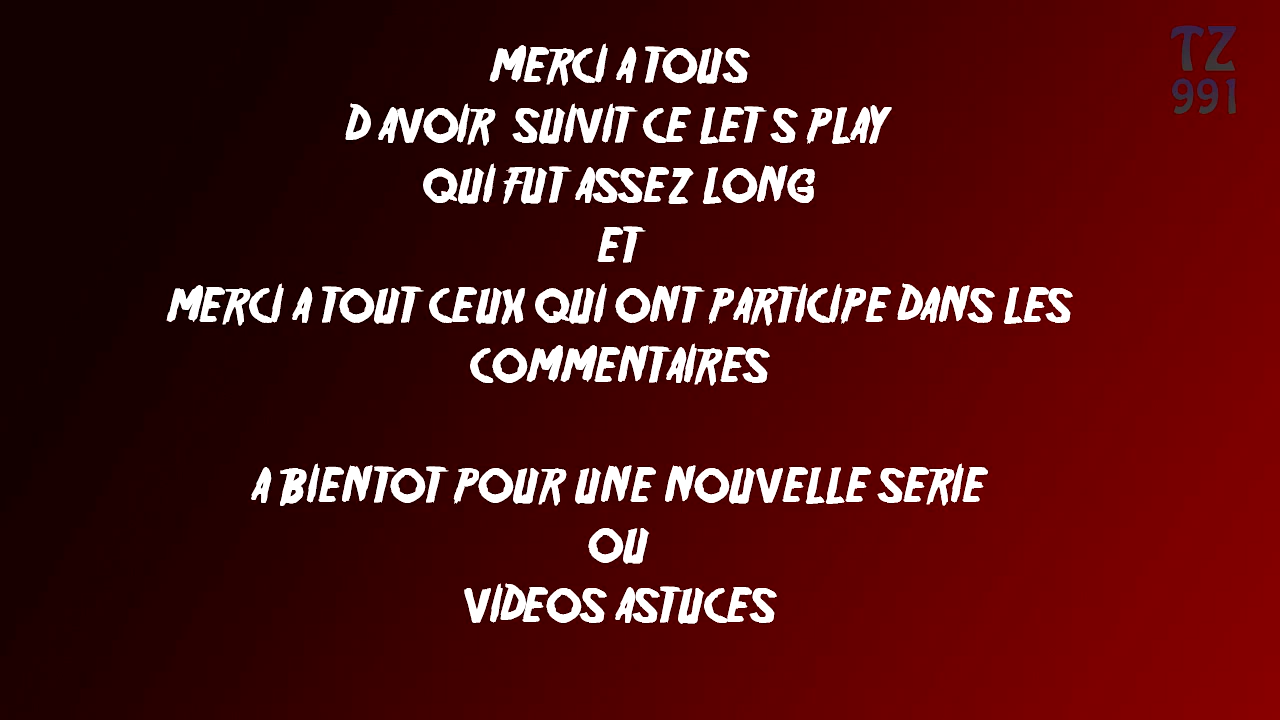 TZ
991
MERCI A TOUS
D AVOIR SUIVIT CE LET S PLAY
QUI FUT ASSEZ LONG
ET
MERCI A TOUT CEUX QUI ONT PARTICIPE DANS LES
COMMENTAIRES
A BIENTOT POUR UNE NOUVELLE SERIE
OU
VIDEOS ASTUCES